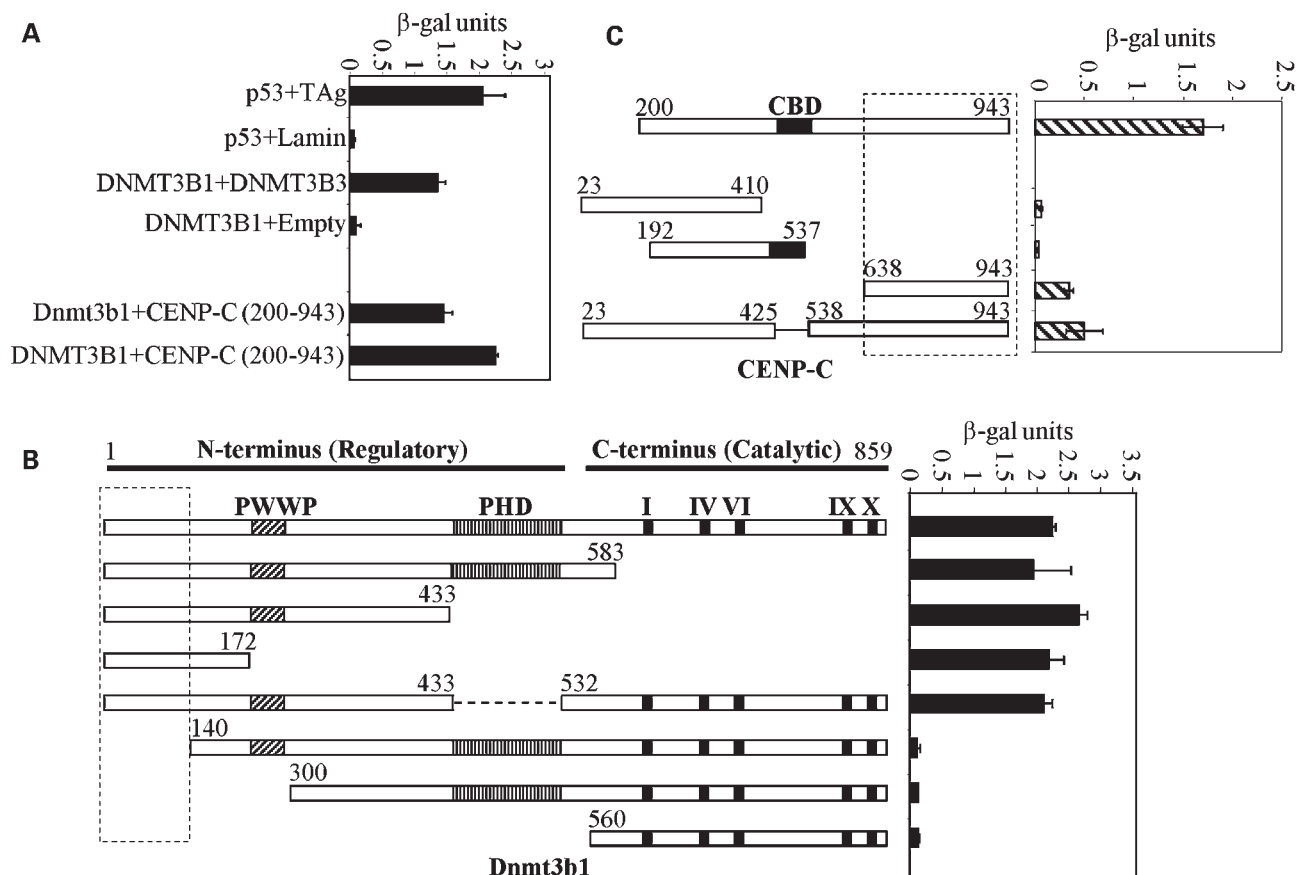 A
β-gal units
0 0.5 1 1.5 2 2.5 3
p53+TAg
p53+Lamin
DNMT3B1+DNMT3B3
DNMT3B1+Empty
Dnmt3b1+CENP-C (200-943)
DNMT3B1+CENP-C (200-943)
C
β-gal units
0 0.5 1 1.5 2 2.5
200 CBD 943
23 410
192 537
638 943
23 425 538 943
CENP-C
B
β-gal units
0 0.5 1 1.5 2 2.5 3 3.5
1 N-terminus (Regulatory) C-terminus (Catalytic) 859
PWWP PHD I IV VI IX X
583
433
172
433 532
140
300
560
Dnmt3b1